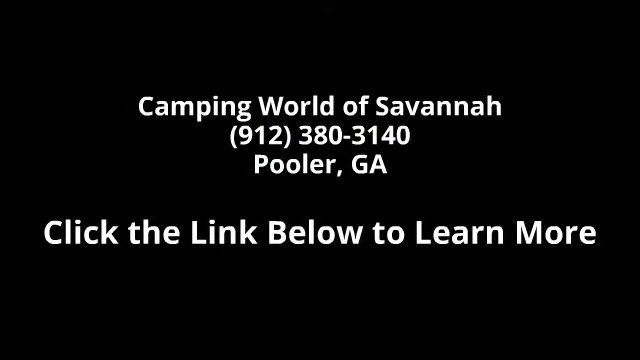 Camping World of Savannah
(912) 380-3140
Pooler, GA
Click the Link Below to Learn More